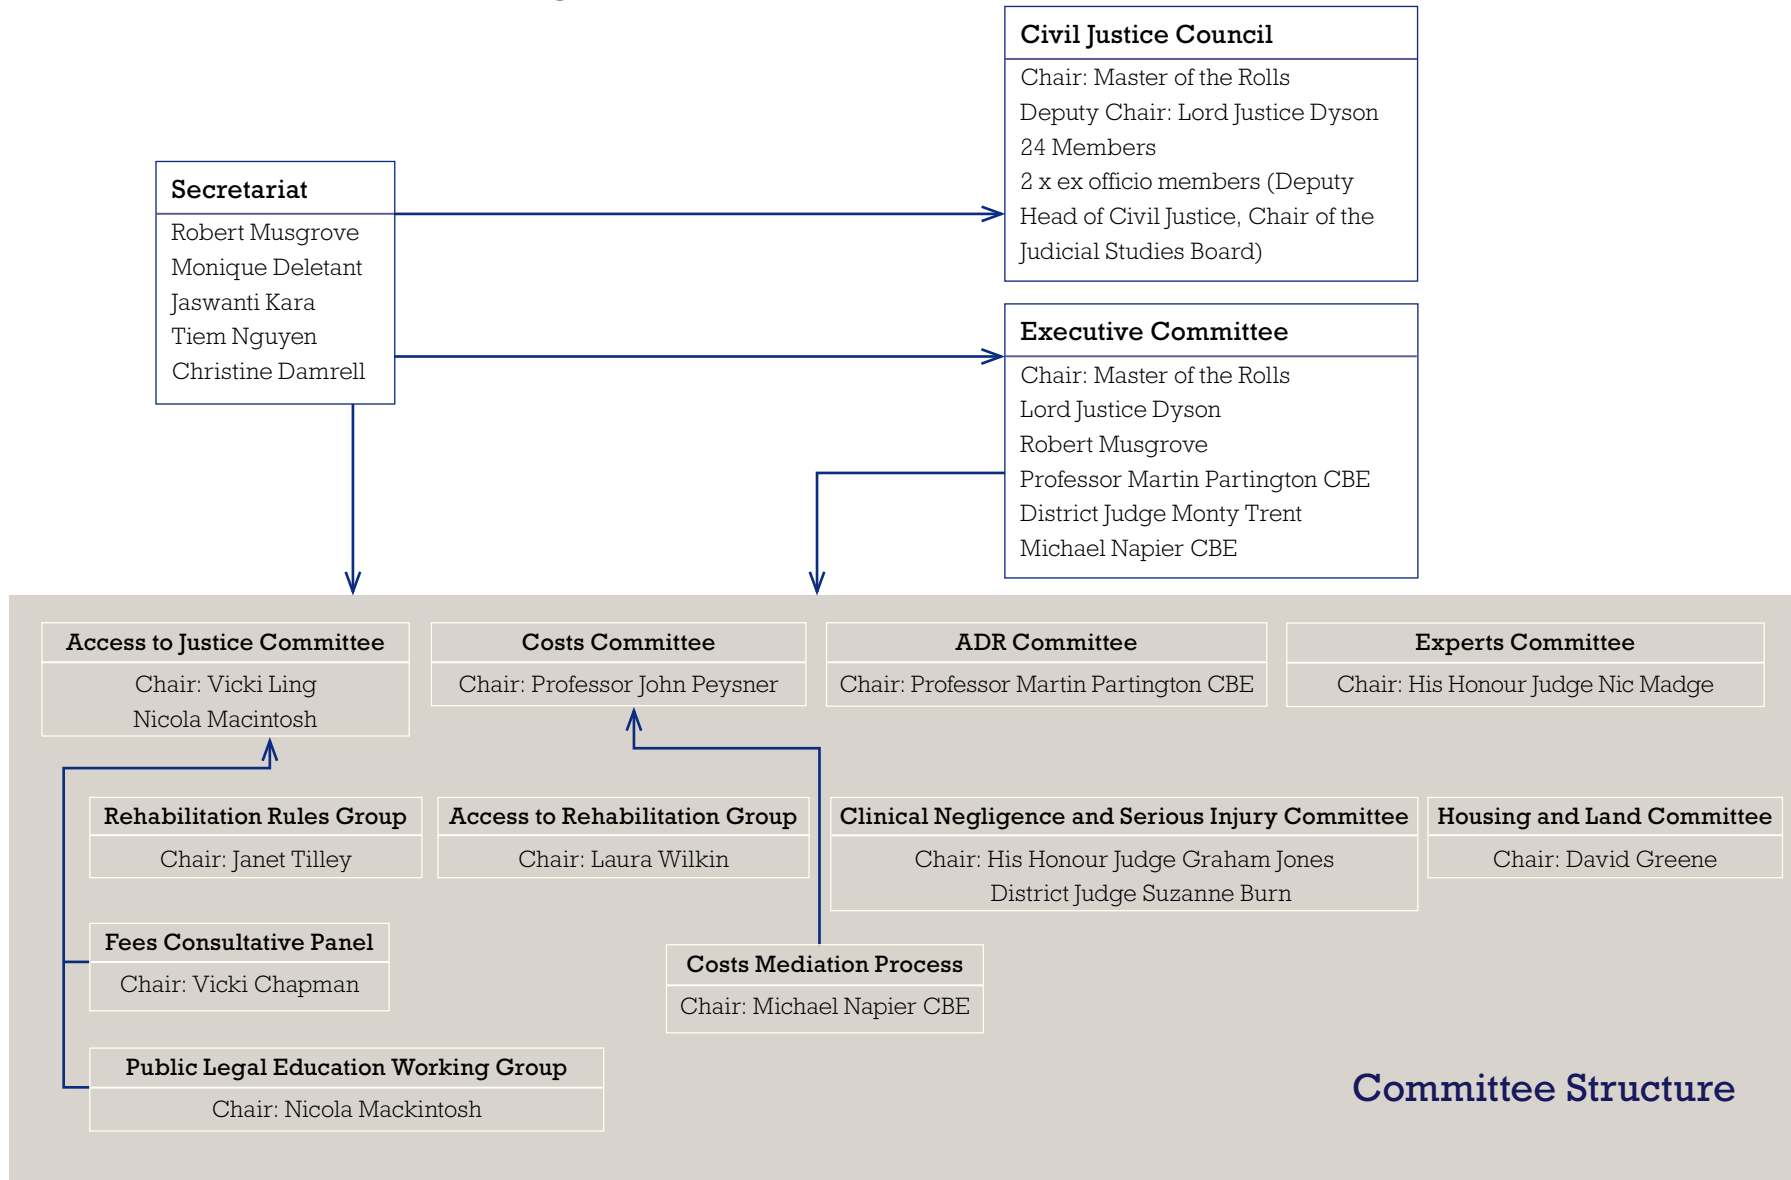 Civil Justice Council
Chair: Master of the Rolls
Deputy Chair: Lord Justice Dyson
24 Members
2 x ex officio members (Deputy
Head of Civil Justice, Chair of the
Judicial Studies Board)
Secretariat
Robert Musgrove
Monique Deletant
Jaswanti Kara
Tiem Nguyen
Christine Damrell
Executive Committee
Chair: Master of the Rolls
Lord Justice Dyson
Robert Musgrove
Professor Martin Partington CBE
District Judge Monty Trent
Michael Napier CBE
Access to Justice Committee
Chair: Vicki Ling
Nicola Macintosh
Costs Committee
Chair: Professor John Peysner
ADR Committee
Chair: Professor Martin Partington CBE
Experts Committee
Chair: His Honour Judge Nic Madge
Rehabilitation Rules Group
Chair: Janet Tilley
Access to Rehabilitation Group
Chair: Laura Wilkin
Clinical Negligence and Serious Injury Committee
Chair: His Honour Judge Graham Jones
District Judge Suzanne Burn
Housing and Land Committee
Chair: David Greene
Fees Consultative Panel
Chair: Vicki Chapman
Costs Mediation Process
Chair: Michael Napier CBE
Public Legal Education Working Group
Chair: Nicola Mackintosh
Committee Structure